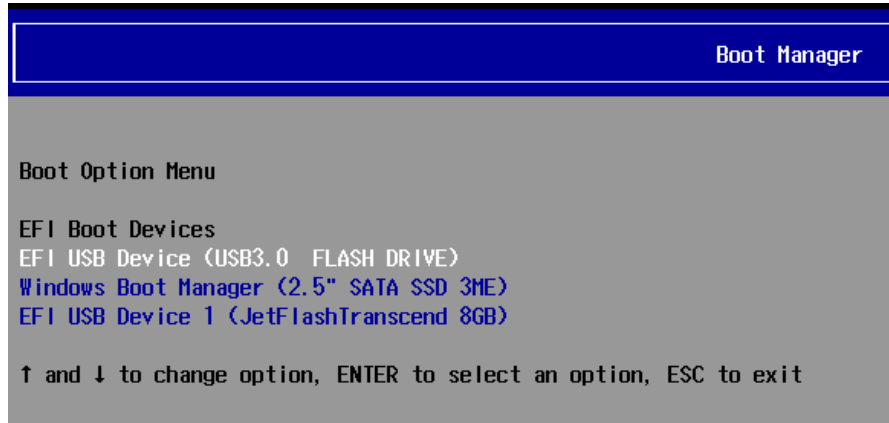 Boot Manager
Boot Option Menu
EFI Boot Devices
EFI USB Device (USB3.0  FLASH DRIVE)
Windows Boot Manager (2.5" SATA SSD 3ME)
EFI USB Device 1 (JetFlashTranscend 8GB)
↑ and ↓ to change option, ENTER to select an option, ESC to exit